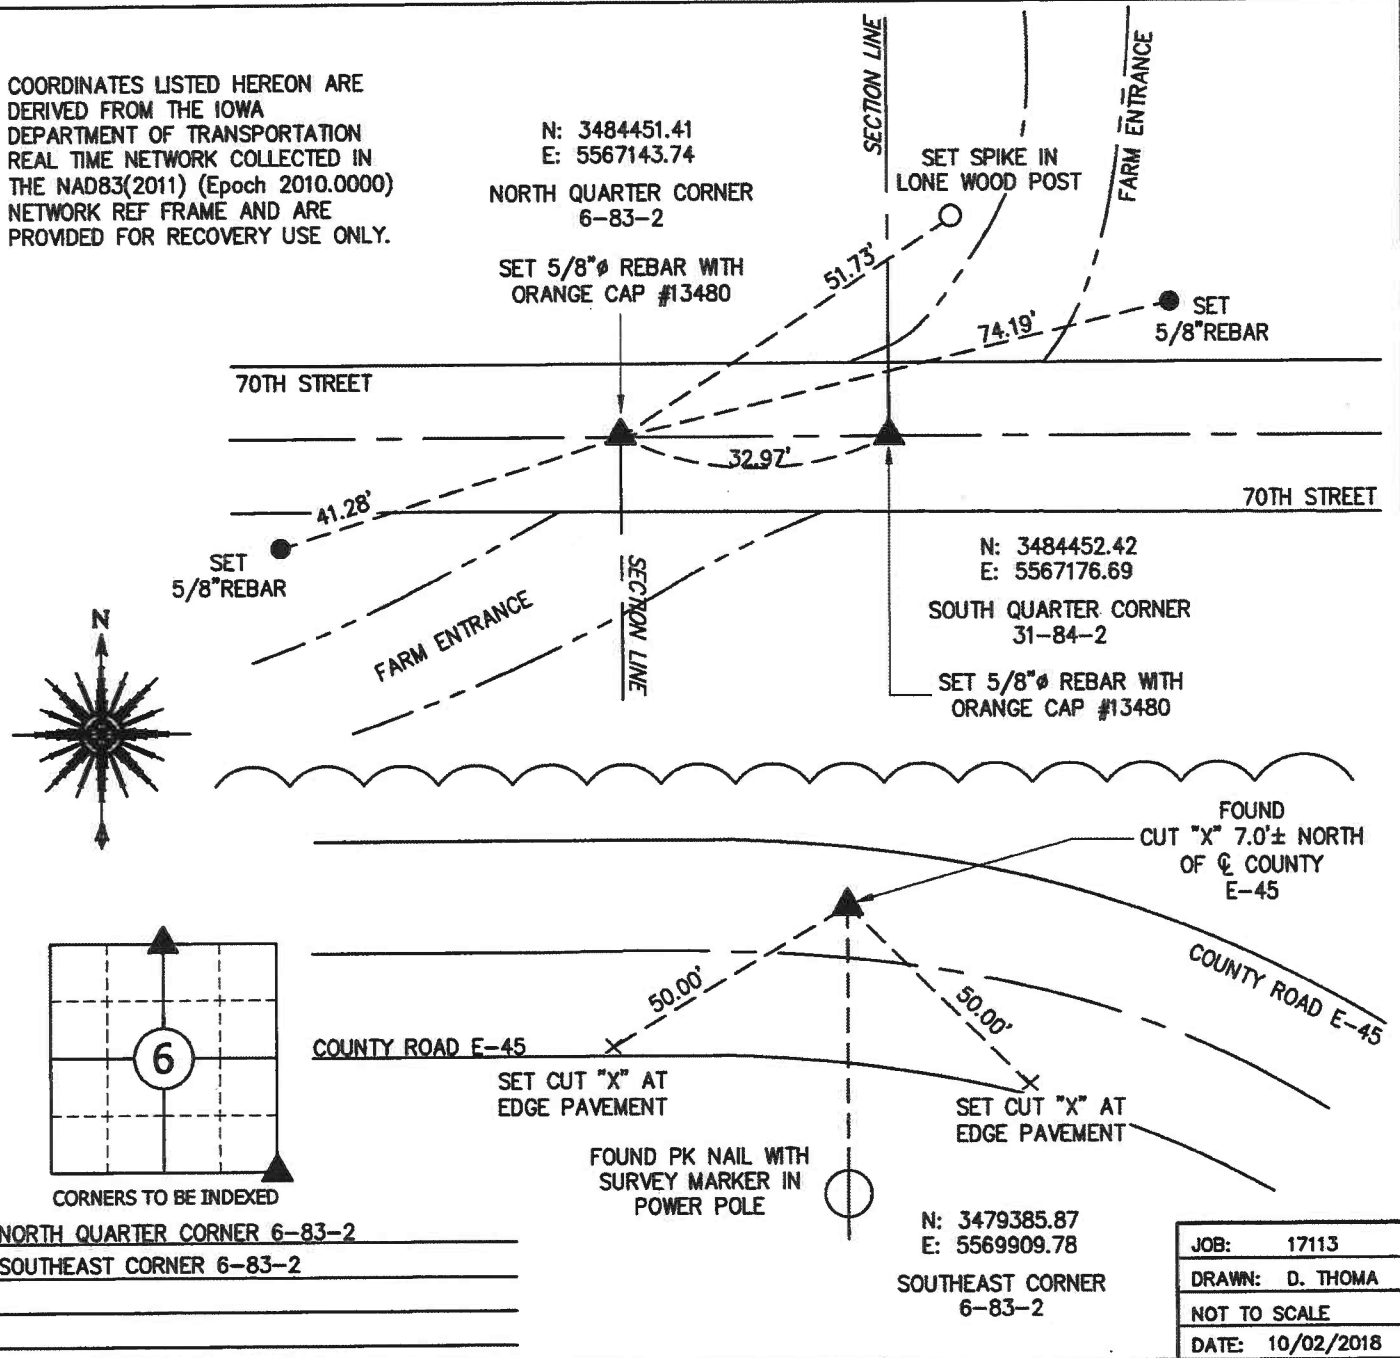 COORDINATES LISTED HEREON ARE
DERIVED FROM THE IOWA
DEPARTMENT OF TRANSPORTATION
REAL TIME NETWORK COLLECTED IN
THE NAD83(2011) (Epoch 2010.0000)
NETWORK REF FRAME AND ARE
PROVIDED FOR RECOVERY USE ONLY.
N: 3484451.41
E: 5567143.74
NORTH QUARTER CORNER
6-83-2
SET 5/8"ø REBAR WITH
ORANGE CAP #13480
SECTION LINE
SET SPIKE IN
LONE WOOD POST
FARM ENTRANCE
51.73'
74.19'
SET
5/8"REBAR
70TH STREET
32.97'
41.28'
70TH STREET
SET
5/8"REBAR
FARM ENTRANCE
SECTION LINE
N: 3484452.42
E: 5567176.69
SOUTH QUARTER CORNER
31-84-2
SET 5/8"ø REBAR WITH
ORANGE CAP #13480
N
FOUND
CUT "X" 7.0'± NORTH
OF ℄ COUNTY
E-45
50.00'
50.00'
COUNTY ROAD E-45
COUNTY ROAD E-45
SET CUT "X" AT
EDGE PAVEMENT
SET CUT "X" AT
EDGE PAVEMENT
FOUND PK NAIL WITH
SURVEY MARKER IN
POWER POLE
N: 3479385.87
E: 5569909.78
SOUTHEAST CORNER
6-83-2
6
CORNERS TO BE INDEXED
NORTH QUARTER CORNER 6-83-2
SOUTHEAST CORNER 6-83-2
JOB: 17113
DRAWN: D. THOMA
NOT TO SCALE
DATE: 10/02/2018